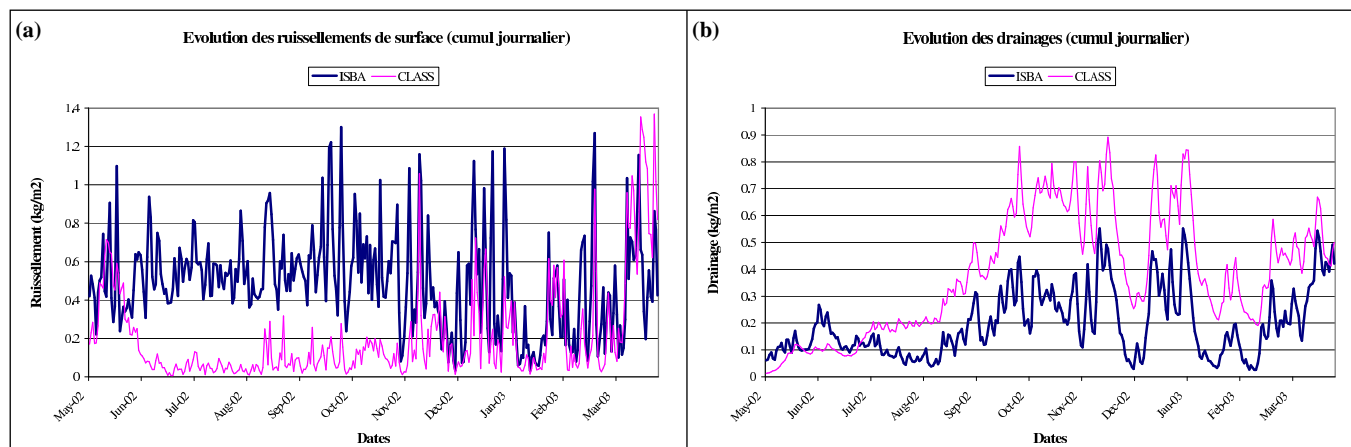 (a)
Evolution des ruissellements de surface (cumul journalier)
ISBA CLASS
Ruissellement (kg/m2)
1.4
1.2
1
0.8
0.6
0.4
0.2
0
May-02 Jun-02 Jul-02 Aug-02 Sep-02 Oct-02 Nov-02 Dec-02 Jan-03 Feb-03 Mar-03
Dates
(b)
Evolution des drainages (cumul journalier)
ISBA CLASS
Drainage (kg/m2)
1
0.9
0.8
0.7
0.6
0.5
0.4
0.3
0.2
0.1
0
May-02 Jun-02 Jul-02 Aug-02 Sep-02 Oct-02 Nov-02 Dec-02 Jan-03 Feb-03 Mar-03
Dates